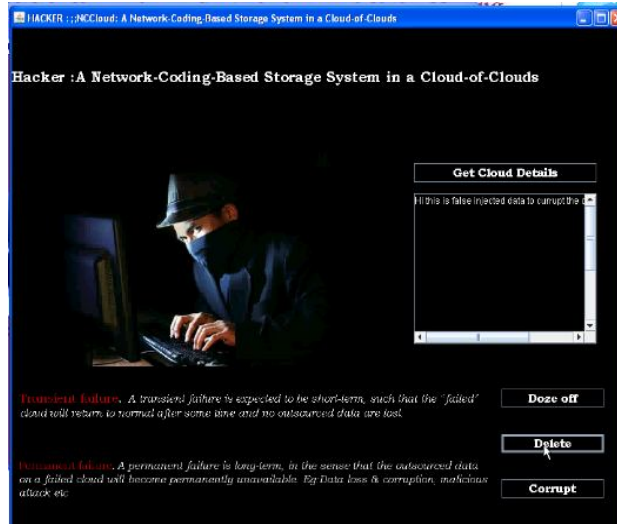 HACKER : ;;NCCloud: A Network-Coding-Based Storage System in a Cloud-of-Clouds
Hacker :A Network-Coding-Based Storage System in a Cloud-of-Clouds
Get Cloud Details
Hi this is false injected data to currupt the
Transient failure. A transient failure is expected to be short-term, such that the "failed"
cloud will return to normal after some time and no outsourced data are lost.
Doze off
Delete
Permanent failure. A permanent failure is long-term, in the sense that the outsourced data
on a failed cloud will become permanently unavailable. Eg Data loss & corruption, malicious
attack etc
Corrupt